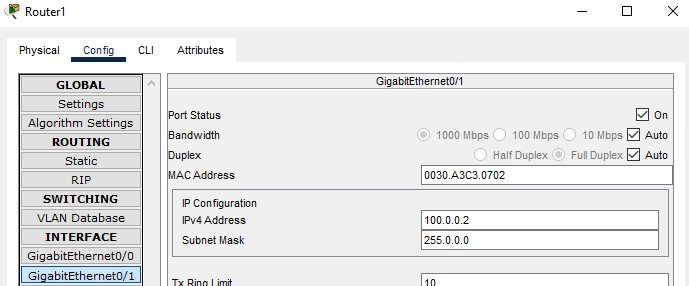 Router1
Physical Config CLI Attributes
GLOBAL
Settings
Algorithm Settings
ROUTING
Static
RIP
SWITCHING
VLAN Database
INTERFACE
GigabitEthernet0/0
GigabitEthernet0/1
GigabitEthernet0/1
Port Status On
Bandwidth 1000 Mbps 100 Mbps 10 Mbps Auto
Duplex Half Duplex Full Duplex Auto
MAC Address 0030.A3C3.0702
IP Configuration
IPv4 Address 100.0.0.2
Subnet Mask 255.0.0.0
Tx Ring Limit 10